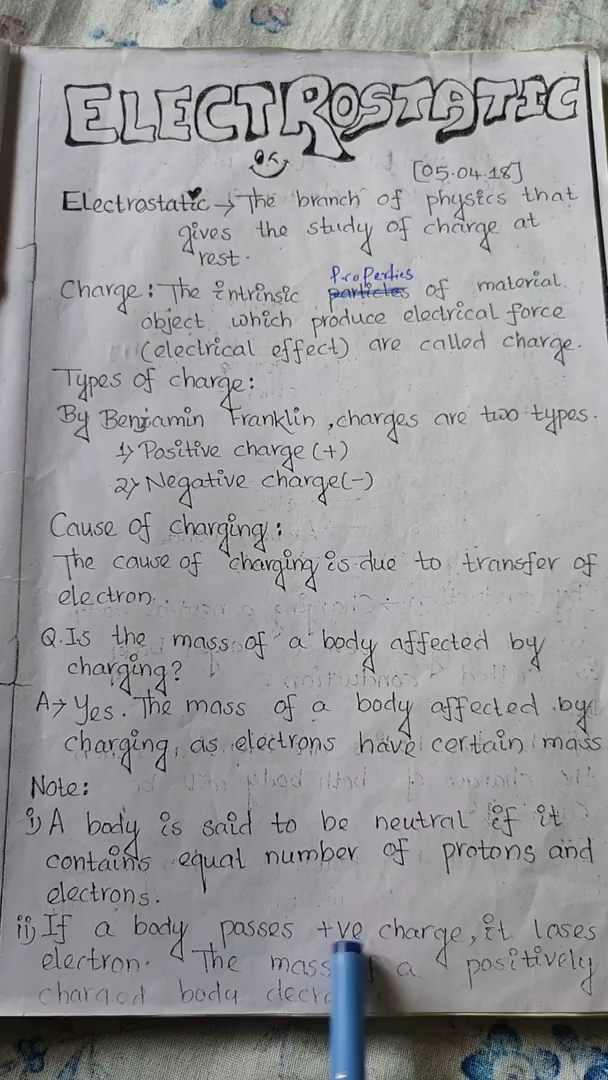 ELECTROSTATIC
[05.04.18]
Electrostatic → The branch of physics that
gives the study of charge at
rest.
Properties
Charge: The intrinsic particles of material
object which produce electrical force
(electrical effect) are called charge.
Types of charge:
By Benjamin Franklin, charges are two types.
1) Positive charge (+)
2) Negative charge (-)
Cause of charging:
The cause of charging is due to transfer of
electron.
Q. Is the mass of a body affected by
charging?
A → Yes. The mass of a body affected by
charging, as electrons have certain mass
Note:
i) A body is said to be neutral if it
contains equal number of protons and
electrons.
ii) If a body passes +ve charge, it loses
electron. The mass a positively
charged body